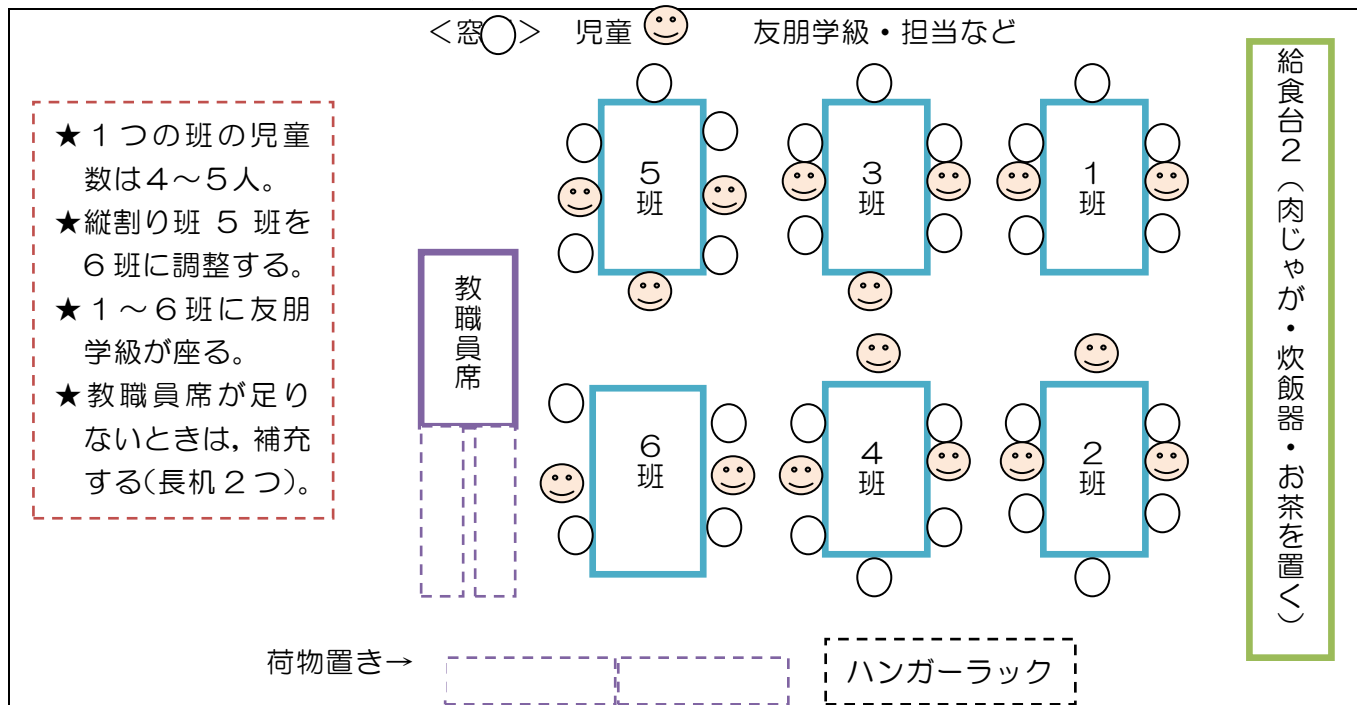 <窓 > 児童 友朋学級・担当など
★１つの班の児童
数は４～５人。
★縦割り班 5 班を
6 班に調整する。
★１～６班に友朋
学級が座る。
★教職員席が足り
ないときは，補充
する（長机２つ）。
教職員席
５班
３班
１班
６班
４班
２班
給食台２（肉じゃが・炊飯器・お茶を置く）
荷物置き→
ハンガーラック